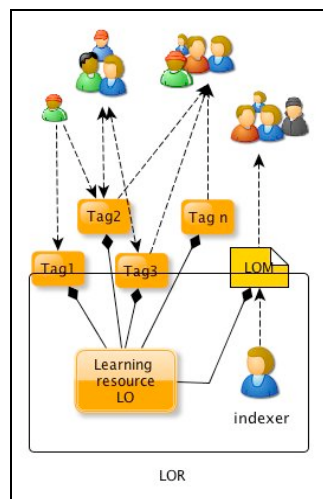 Tag2
Tag n
Tag1
Tag3
LOM
Learning
resource
LO
indexer
LOR